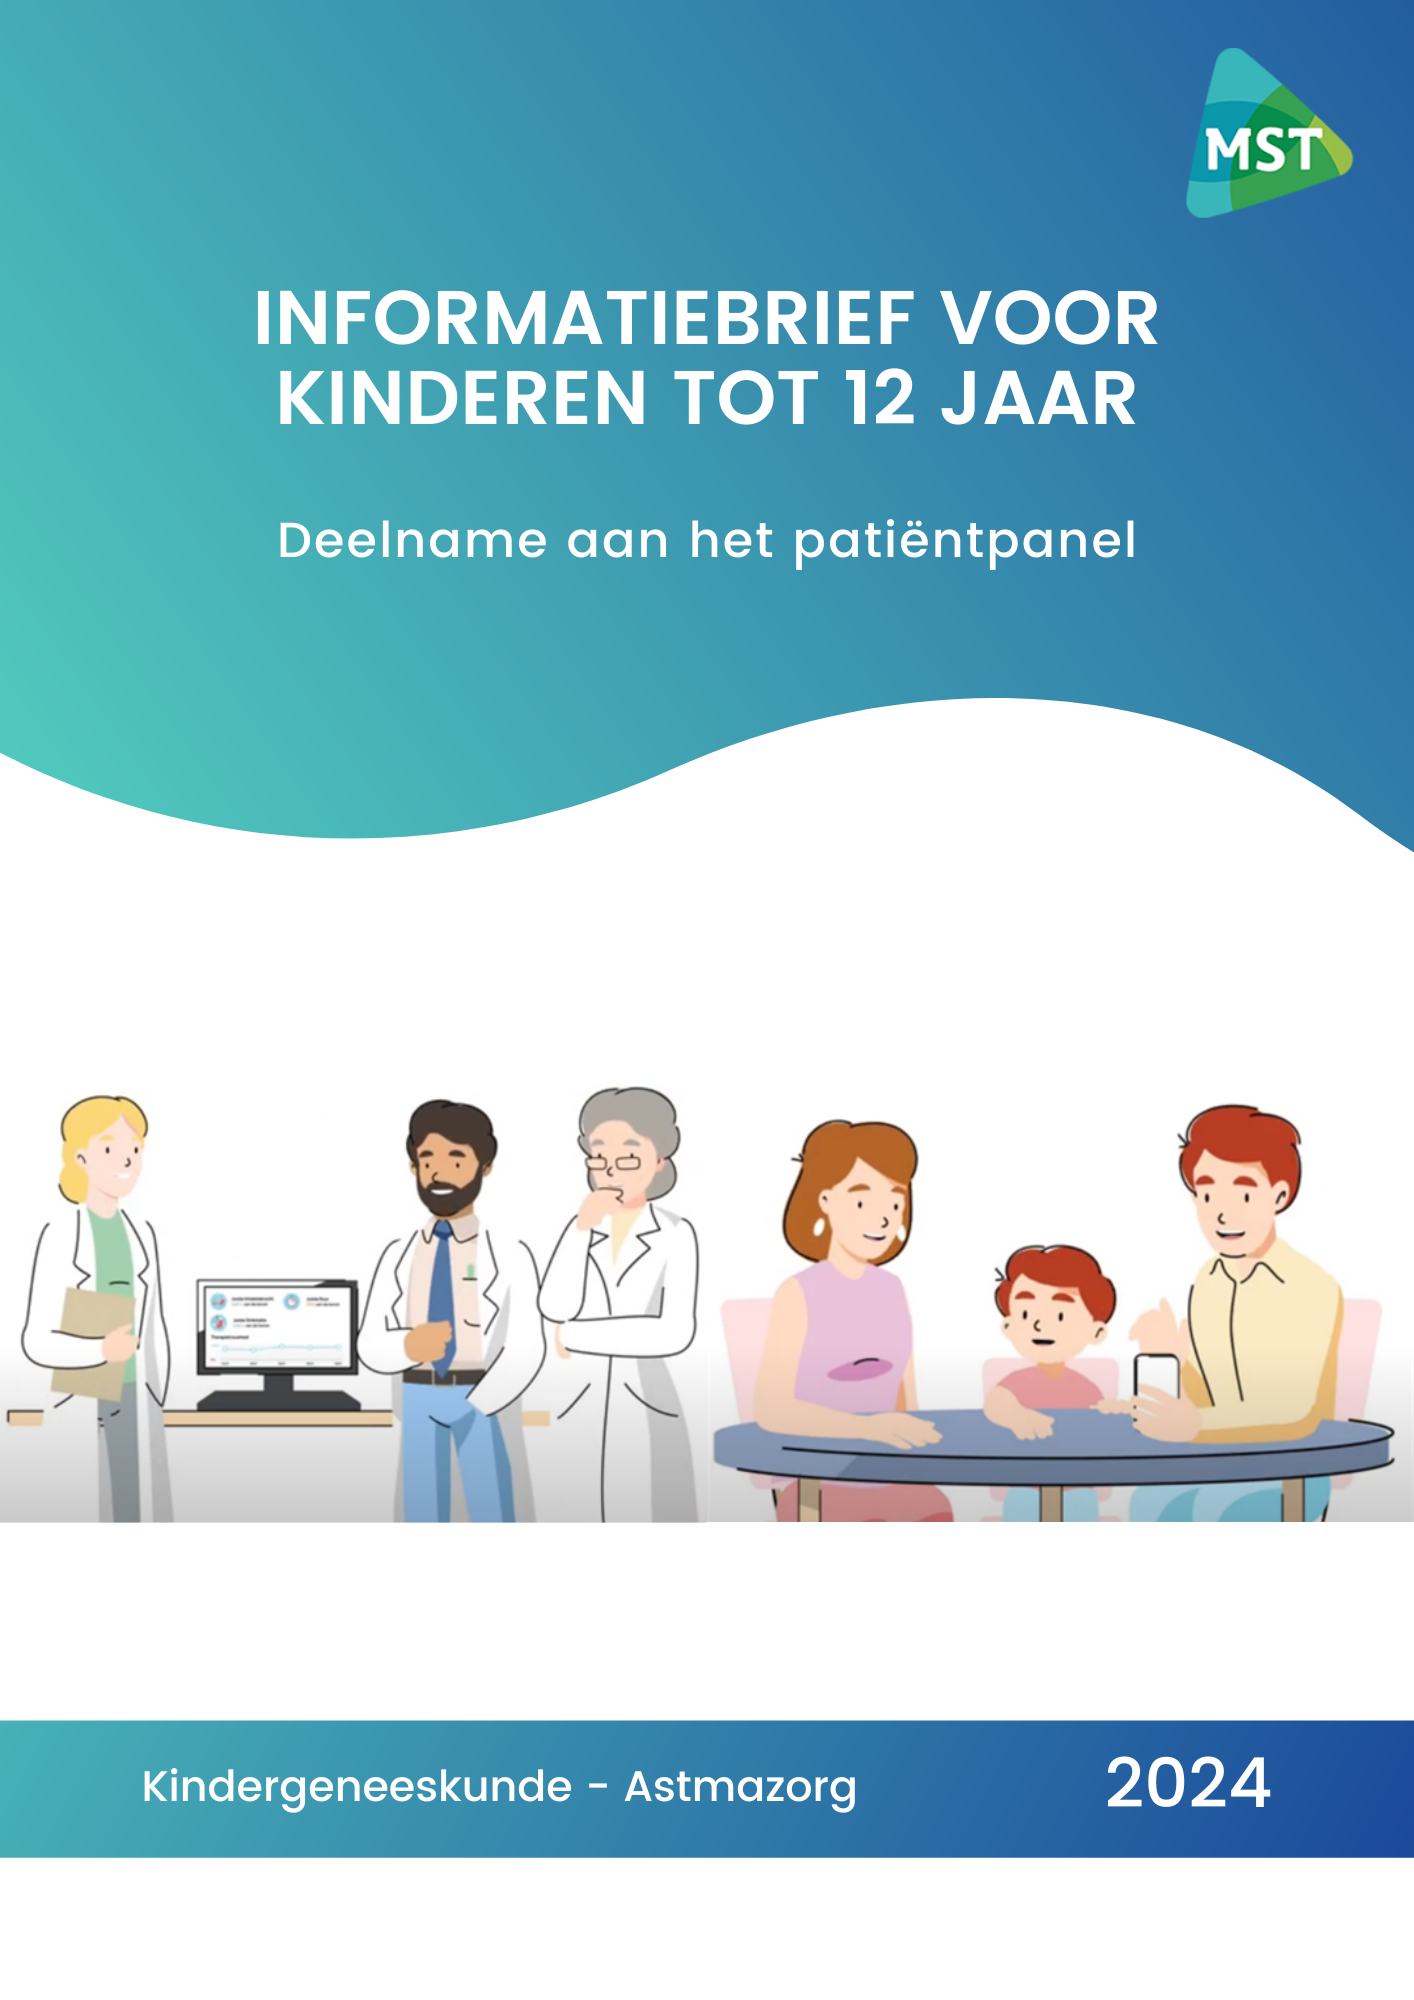 MST
INFORMATIEBRIEF VOOR
KINDEREN TOT 12 JAAR
Deelname aan het patiëntpanel
Kindergeneeskunde - Astmazorg
2024